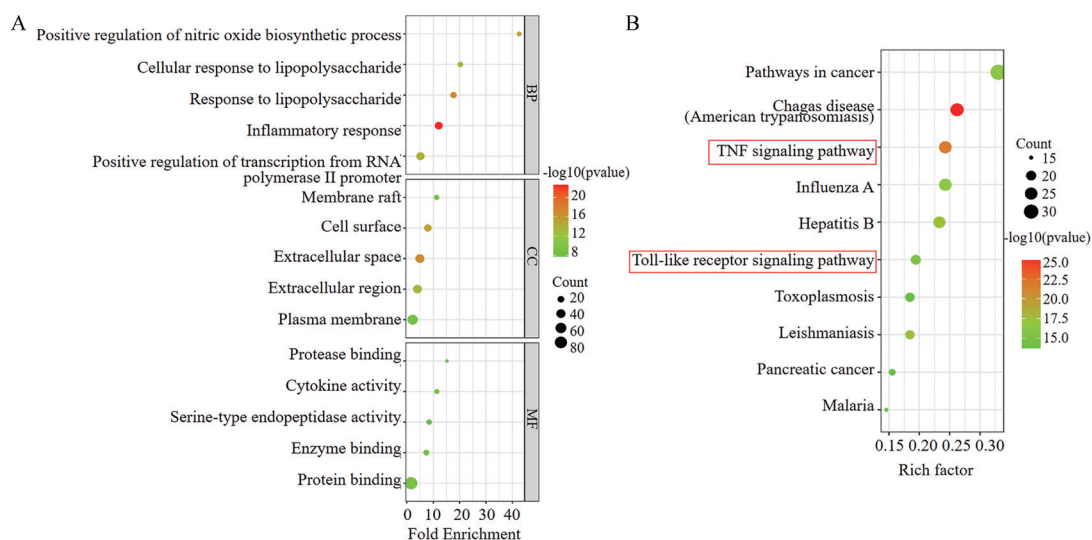 A
Positive regulation of nitric oxide biosynthetic process
Cellular response to lipopolysaccharide
Response to lipopolysaccharide
Inflammatory response
Positive regulation of transcription from RNA
polymerase II promoter
BP
Membrane raft
Cell surface
Extracellular space
Extracellular region
Plasma membrane
CC
Protease binding
Cytokine activity
Serine-type endopeptidase activity
Enzyme binding
Protein binding
MF
0 10 20 30 40
Fold Enrichment
-log10(pvalue)
20
16
12
8
Count
20
40
60
80
B
Pathways in cancer
Chagas disease
(American trypanosomiasis)
TNF signaling pathway
Influenza A
Hepatitis B
Toll-like receptor signaling pathway
Toxoplasmosis
Leishmaniasis
Pancreatic cancer
Malaria
0.15 0.20 0.25 0.30
Rich factor
Count
15
20
25
30
-log10(pvalue)
25.0
20.0
17.5
15.0